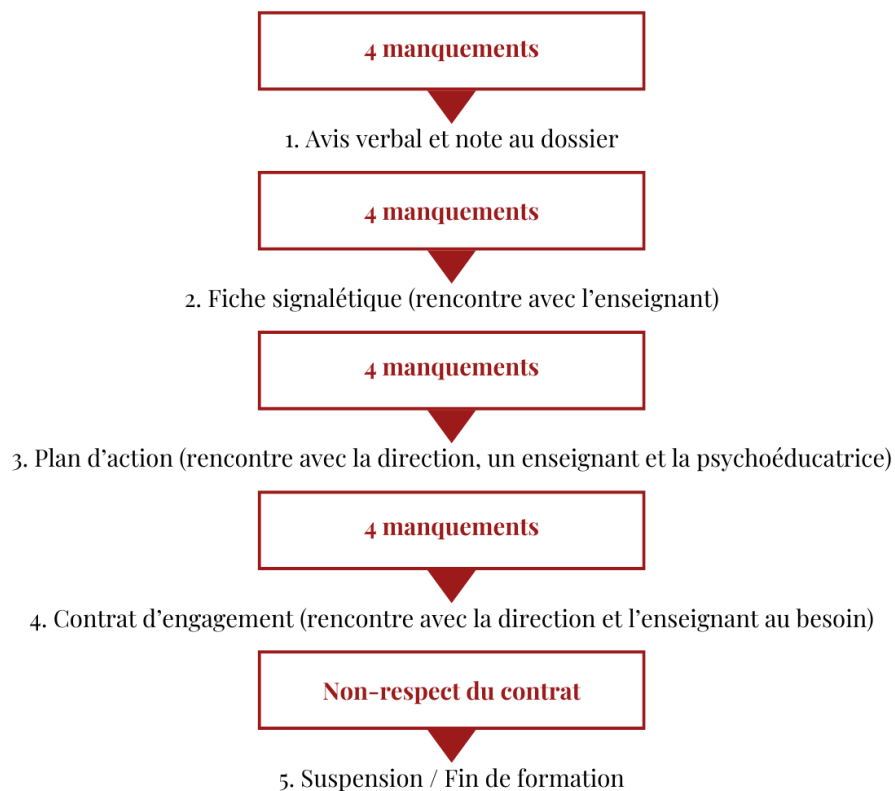 4 manquements
1. Avis verbal et note au dossier
4 manquements
2. Fiche signalétique (rencontre avec l’enseignant)
4 manquements
3. Plan d’action (rencontre avec la direction, un enseignant et la psychoéducatrice)
4 manquements
4. Contrat d’engagement (rencontre avec la direction et l’enseignant au besoin)
Non-respect du contrat
5. Suspension / Fin de formation